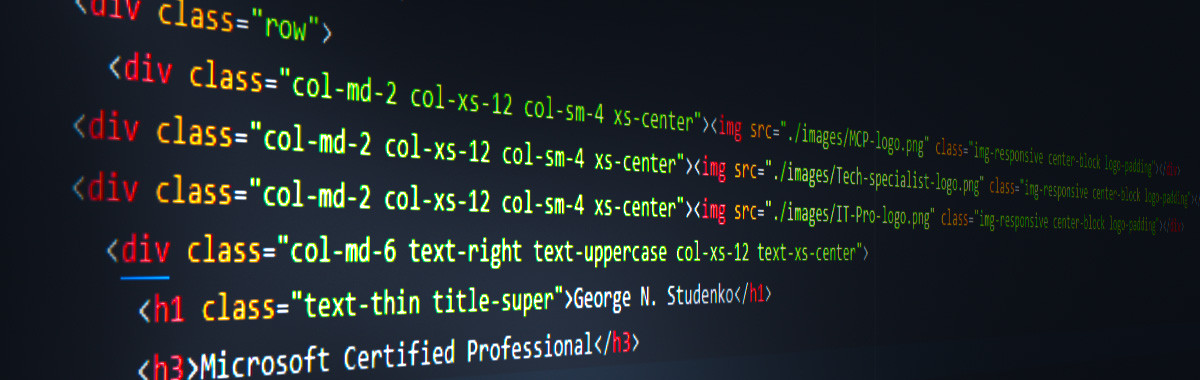 <div class="row">
<div class="col-md-2 col-xs-12 col-sm-4 xs-center"><img src="./images/MCP-logo.png" class="img-responsive center-block logo-padding"></div>
<div class="col-md-2 col-xs-12 col-sm-4 xs-center"><img src="./images/Tech-specialist-logo.png" class="img-responsive center-block logo-padding"><
<div class="col-md-2 col-xs-12 col-sm-4 xs-center"><img src="./images/IT-Pro-logo.png" class="img-responsive center-block logo-padding"></div>
<div class="col-md-6 text-right text-uppercase col-xs-12 text-xs-center">
<h1 class="text-thin title-super">George N. Studenko</h1>
<h3>Microsoft Certified Professional</h3>